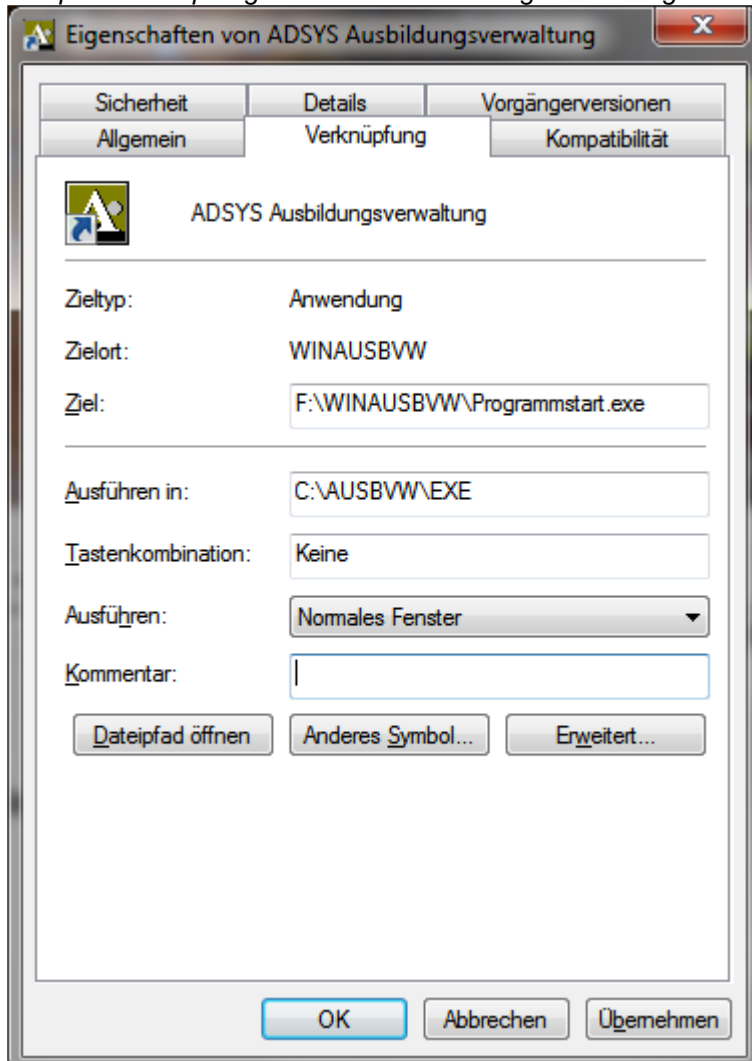 Eigenschaften von ADSYS Ausbildungsverwaltung
Sicherheit Details Vorgängerversionen
Allgemein Verknüpfung Kompatibilität
ADSYS Ausbildungsverwaltung
Zieltyp: Anwendung
Zielort: WINAUSBVW
Ziel: F:\WINAUSBVW\Programmstart.exe
Ausführen in: C:\AUSBVW\EXE
Tastenkombination: Keine
Ausführen: Normales Fenster
Kommentar:
Dateipfad öffnen Anderes Symbol... Erweitert...
OK Abbrechen Übernehmen